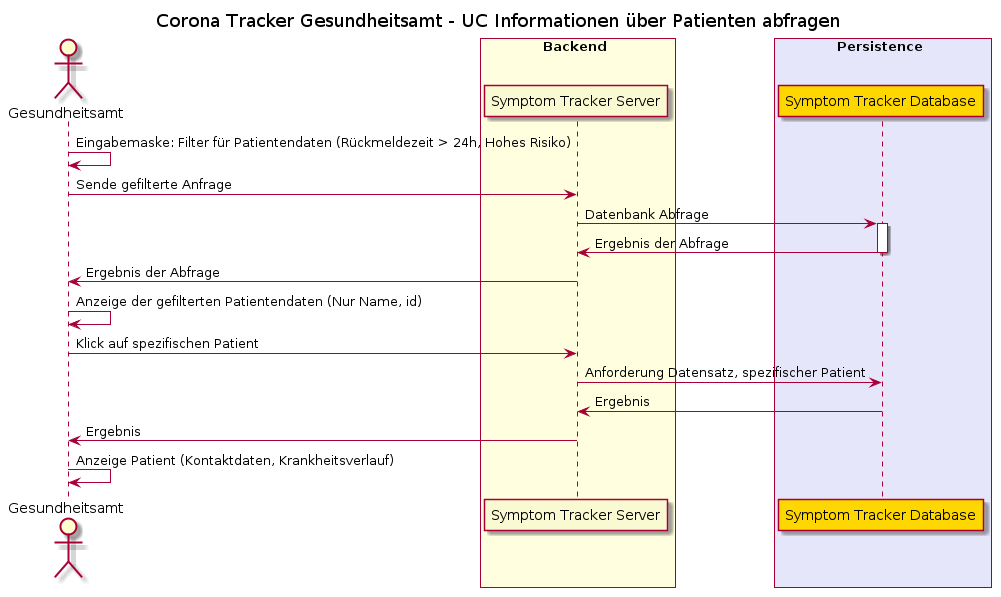 Corona Tracker Gesundheitsamt - UC Informationen über Patienten abfragen
Backend
Persistence
Gesundheitsamt
Symptom Tracker Server
Symptom Tracker Database
Eingabemaske: Filter für Patientendaten (Rückmeldezeit > 24h, Hohes Risiko)
Sende gefilterte Anfrage
Datenbank Abfrage
Ergebnis der Abfrage
Ergebnis der Abfrage
Anzeige der gefilterten Patientendaten (Nur Name, id)
Klick auf spezifischen Patient
Anforderung Datensatz, spezifischer Patient
Ergebnis
Ergebnis
Anzeige Patient (Kontaktdaten, Krankheitsverlauf)
Gesundheitsamt
Symptom Tracker Server
Symptom Tracker Database